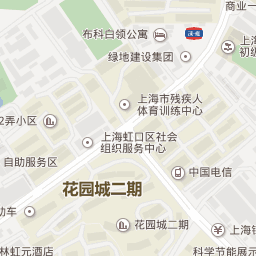 商业一
布科白领公寓
绿地建设集团
上海
初级
上海市残疾人
体育训练中心
2弄小区
上海虹口区社会
组织服务中心
自助服务区
中国电信
花园城二期
动车
花园城二期
上海银
林虹元酒店
科学节能展示